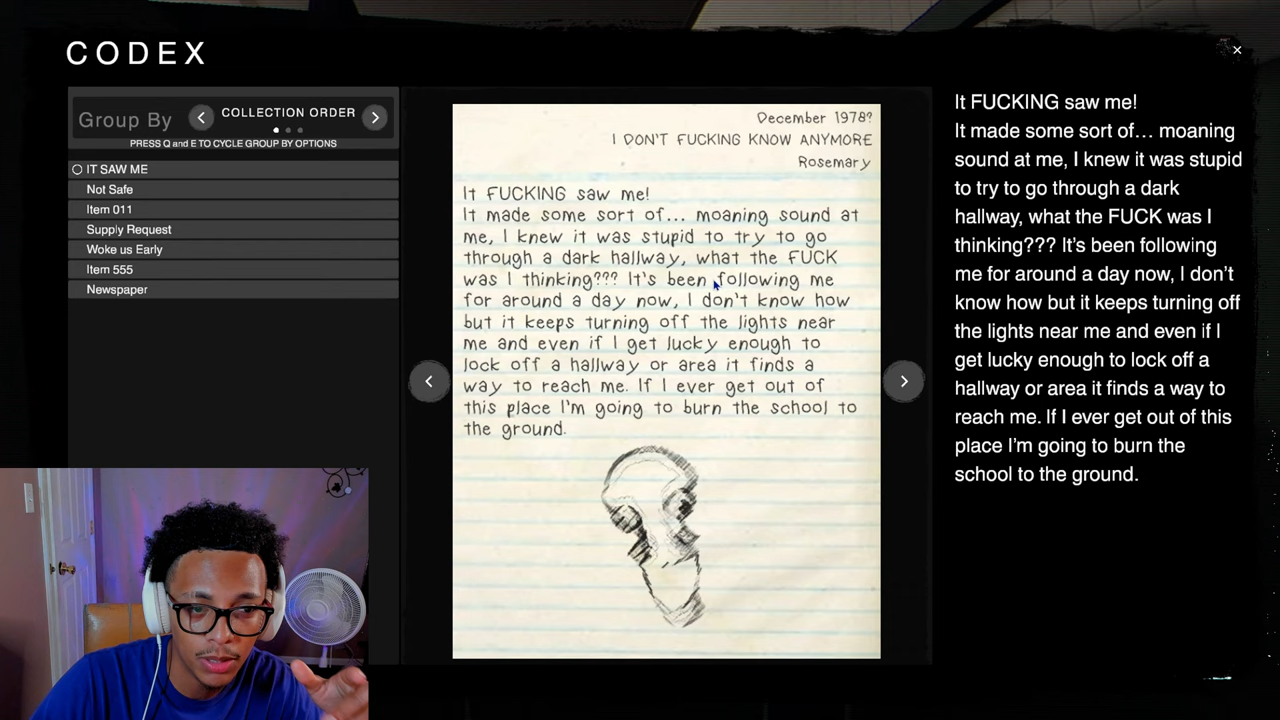 CODEX
×
Group By
COLLECTION ORDER
PRESS Q and E TO CYCLE GROUP BY OPTIONS
IT SAW ME
Not Safe
Item 011
Supply Request
Woke us Early
Item 555
Newspaper
December 1978?
I DON'T FUCKING KNOW ANYMORE
Rosemary
It FUCKING saw me!
It made some sort of... moaning sound at
me, I knew it was stupid to try to go
through a dark hallway, what the FUCK
was I thinking??? It's been following me
for around a day now, I don't know how
but it keeps turning off the lights near
me and even if I get lucky enough to
lock off a hallway or area it finds a
way to reach me. If I ever get out of
this place I'm going to burn the school to
the ground.
It FUCKING saw me!
It made some sort of... moaning
sound at me, I knew it was stupid
to try to go through a dark
hallway, what the FUCK was I
thinking??? It's been following
me for around a day now, I don't
know how but it keeps turning off
the lights near me and even if I
get lucky enough to lock off a
hallway or area it finds a way to
reach me. If I ever get out of this
place I'm going to burn the
school to the ground.